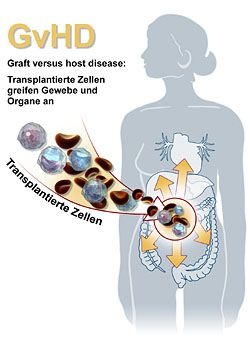 GvHD
Graft versus host disease:
Transplantierte Zellen
greifen Gewebe und
Organe an
Transplantierte Zellen